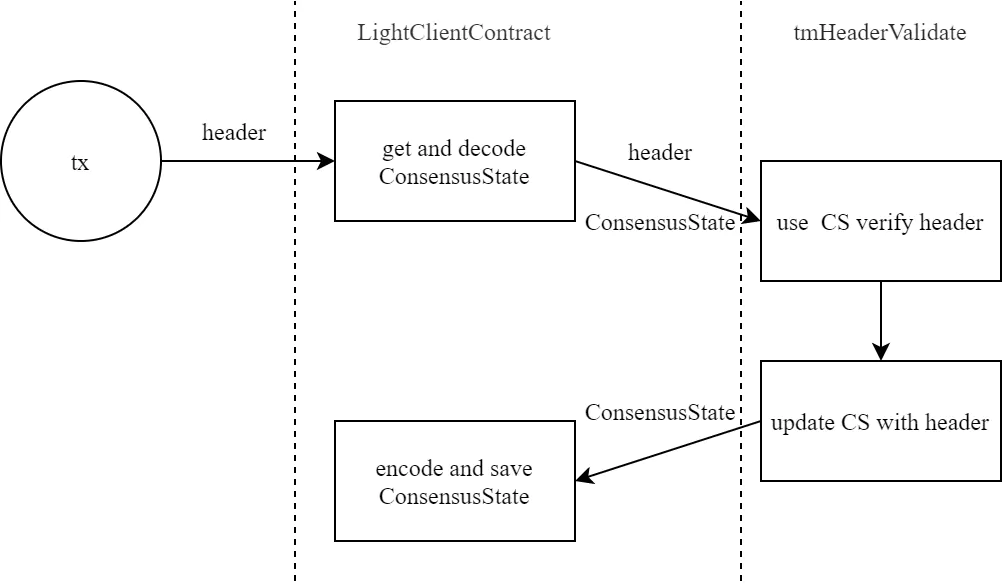 LightClientContract
tmHeaderValidate
header
tx
get and decode
ConsensusState
header
ConsensusState
use  CS verify header
update CS with header
ConsensusState
encode and save
ConsensusState